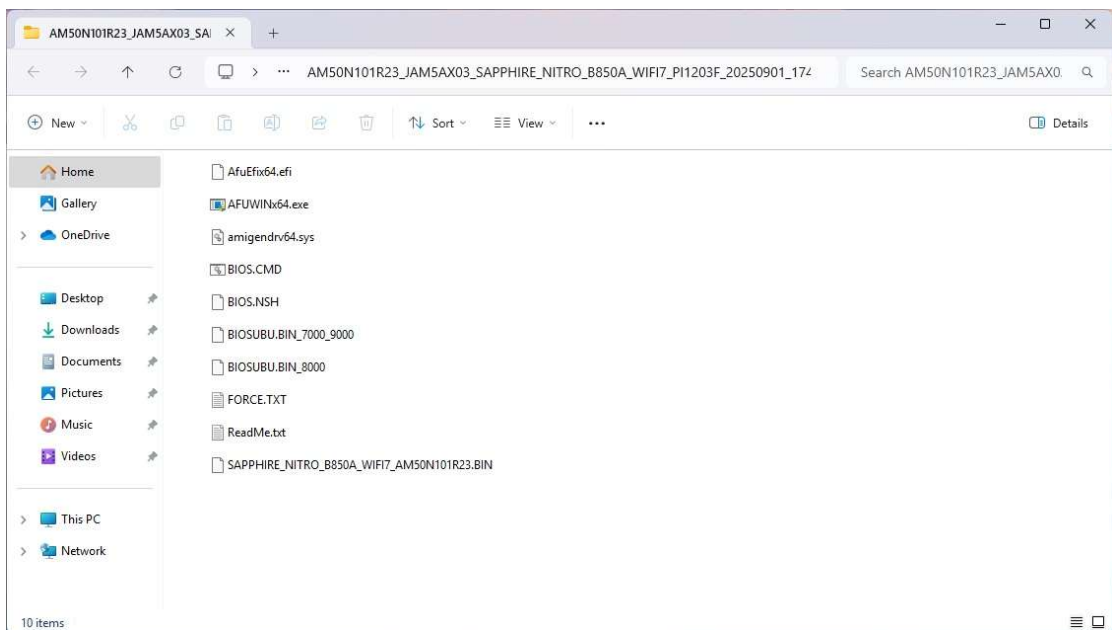 AM50N101R23_JAM5AX03_SAI
AM50N101R23_JAM5AX03_SAPPHIRE_NITRO_B850A_WIFI7_PI1203F_20250901_174
Search AM50N101R23_JAM5AX0.
New
Sort
View
Details
Home
Gallery
OneDrive
Desktop
Downloads
Documents
Pictures
Music
Videos
This PC
Network
AfuEfix64.efi
AFUWINx64.exe
amigendrv64.sys
BIOS.CMD
BIOS.NSH
BIOSUBU.BIN_7000_9000
BIOSUBU.BIN_8000
FORCE.TXT
ReadMe.txt
SAPPHIRE_NITRO_B850A_WIFI7_AM50N101R23.BIN
10 items